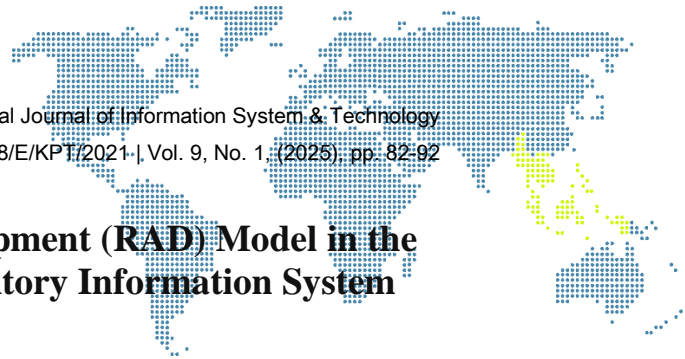 al Journal of Information System & Technology
8/E/KPT/2021 | Vol. 9, No. 1, (2025), pp. 82-92
pment (RAD) Model in the
tory Information System